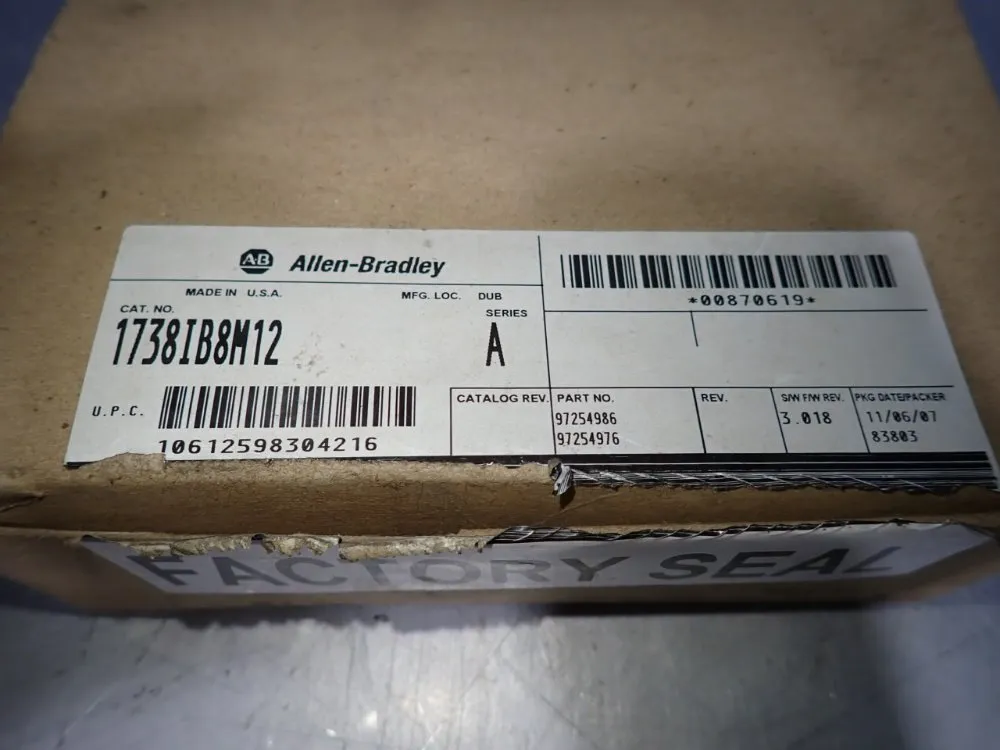 AB Allen-Bradley
MADE IN U.S.A.
MFG. LOC. DUB
CAT. NO.
1738IB8M12
SERIES
A
U.P.C.
10612598304216
*00870619*
CATALOG REV. PART NO. REV. S/W F/W REV. PKG DATE/PACKER
97254986 3.018 11/06/07
97254976 83803
FACTORY SEAL